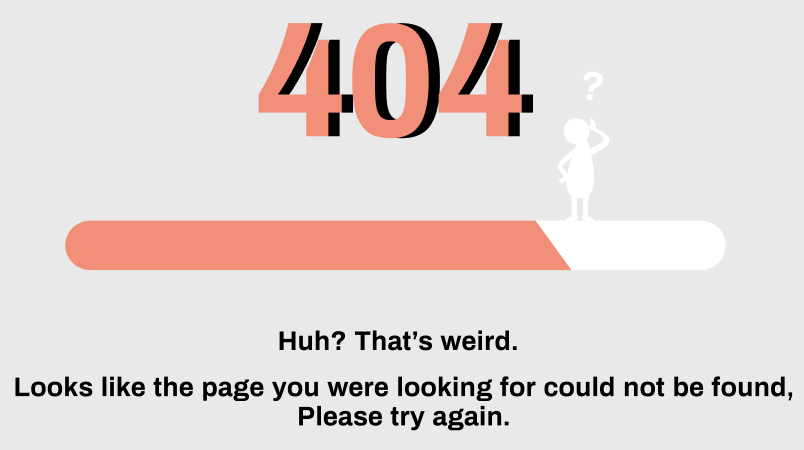 404
?
Huh? That’s weird.
Looks like the page you were looking for could not be found,
Please try again.